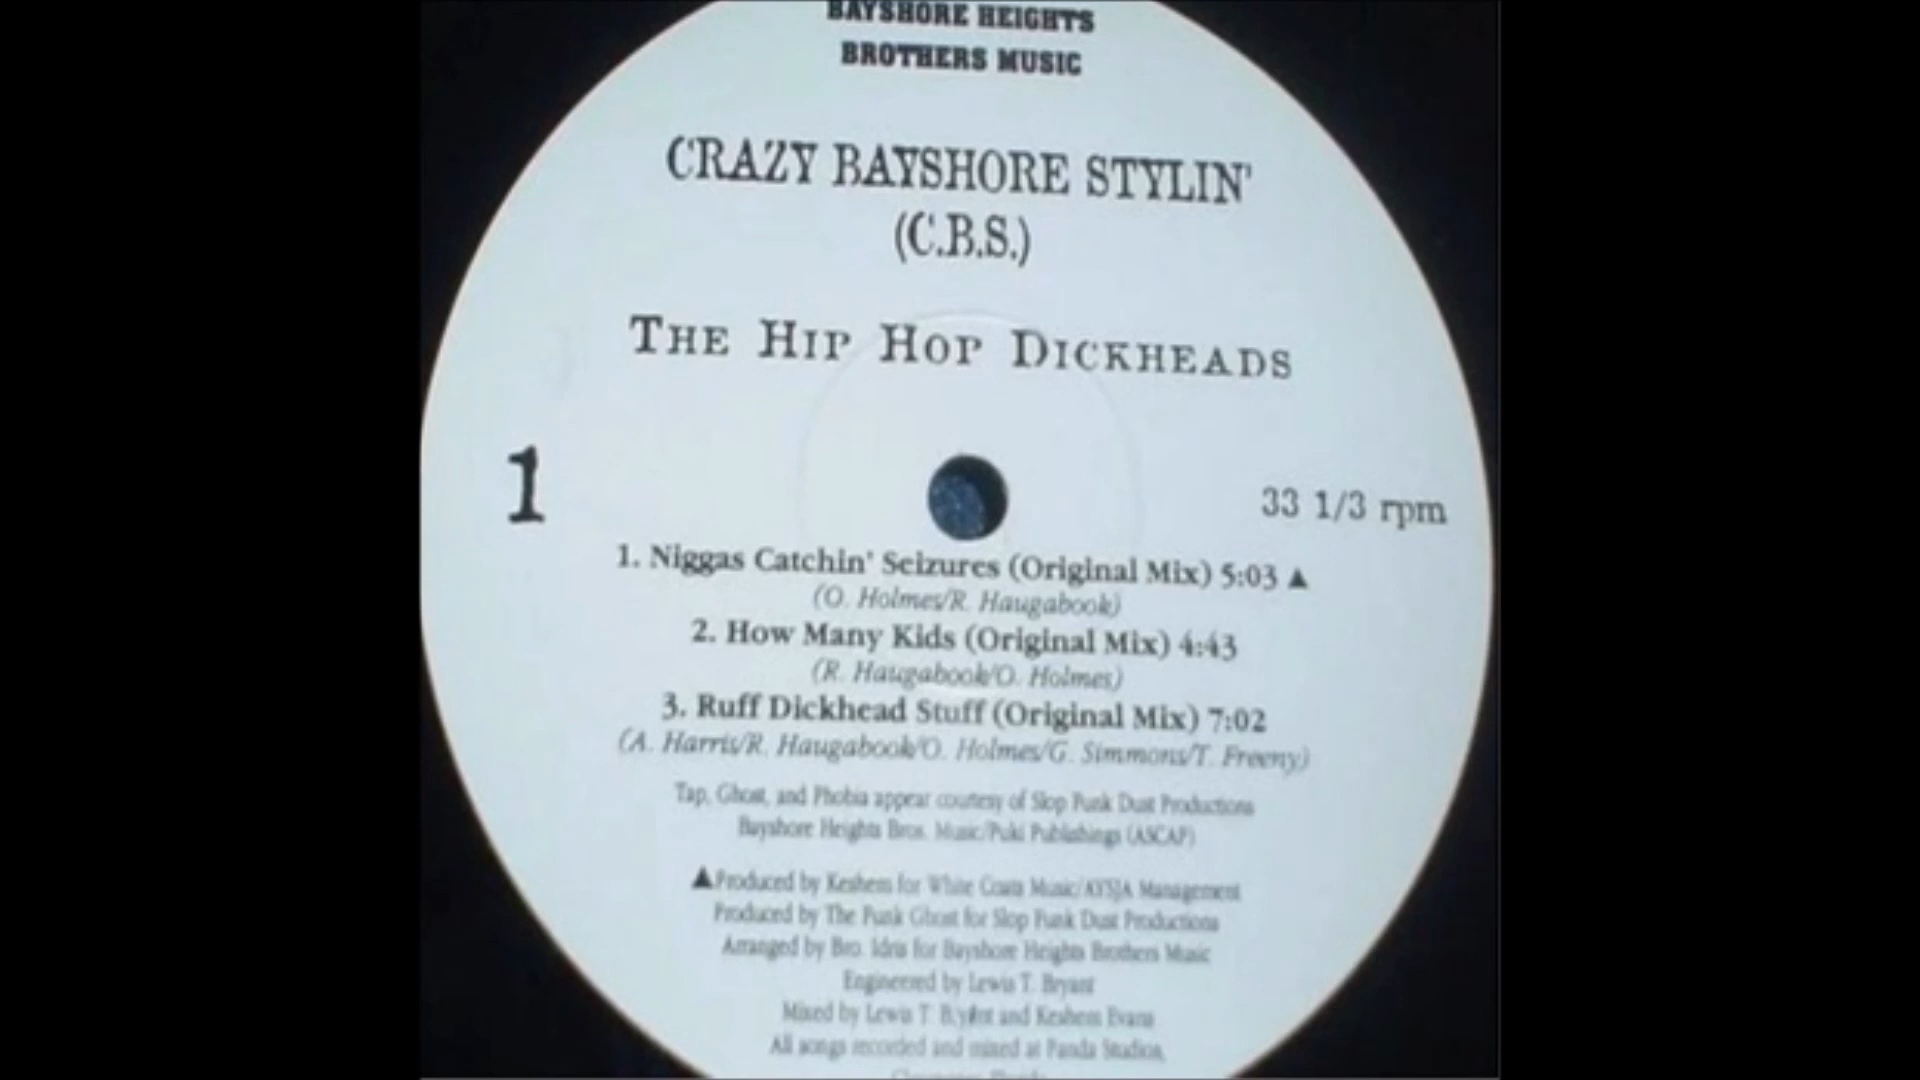 BAYSHORE HEIGHTS
BROTHERS MUSIC
CRAZY BAYSHORE STYLIN'
(C.B.S.)
THE HIP HOP DICKHEADS
1
33 1/3 rpm
1. Niggas Catchin' Seizures (Original Mix) 5:03 ▲
(O. Holmes/R. Haugabook)
2. How Many Kids (Original Mix) 4:43
(R. Haugabook/O. Holmes)
3. Ruff Dickhead Stuff (Original Mix) 7:02
(A. Harris/R. Haugabook/O. Holmes/G. Simmons/T. Freeny)
Tap, Ghost, and Phobia appear courtesy of Slop Funk Dust Productions
Bayshore Heights Bros. Music/Puki Publishings (ASCAP)
▲Produced by Keshem for White Coats Music/AYSJA Management
Produced by The Funk Ghost for Slop Funk Dust Productions
Arranged by Bro. Idris for Bayshore Heights Brothers Music
Engineered by Lewis T. Bryant
Mixed by Lewis T. Bryant and Keshem Evans
All songs recorded and mixed at Panda Studios,